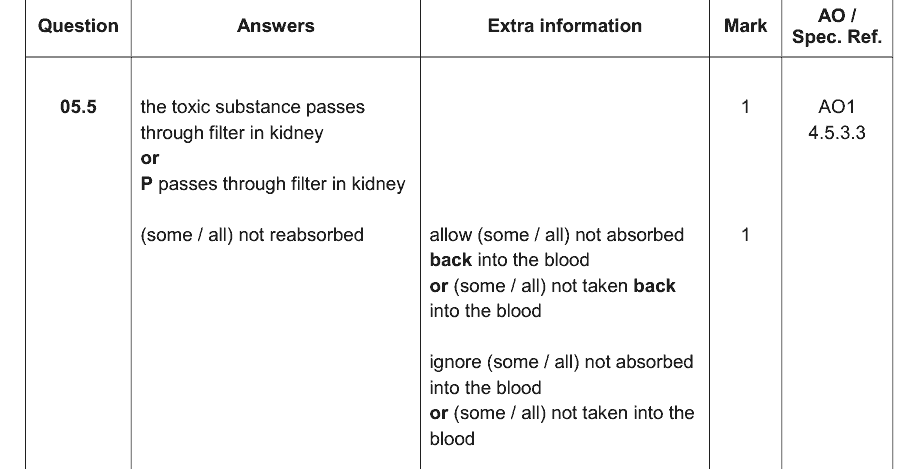 Question Answers Extra information Mark AO /
Spec. Ref.
05.5 the toxic substance passes 1 AO1
through filter in kidney 4.5.3.3
or
P passes through filter in kidney
(some / all) not reabsorbed allow (some / all) not absorbed 1
back into the blood
or (some / all) not taken back
into the blood
ignore (some / all) not absorbed
into the blood
or (some / all) not taken into the
blood